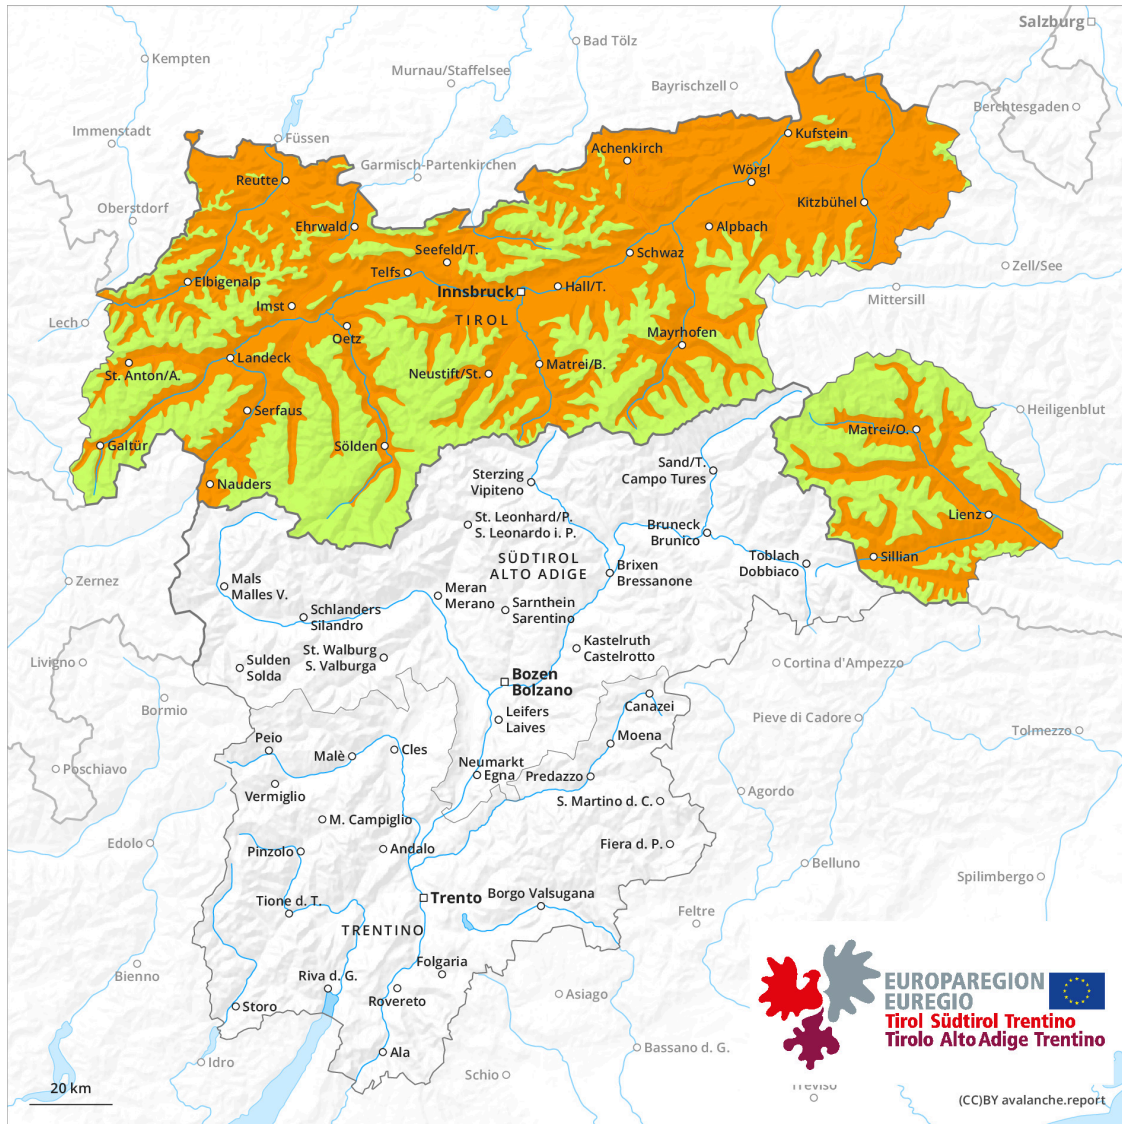 Salzburg
Bad Tölz
Kempten
Murnau/Staffelsee
Bayrischzell
Berchtesgaden
Immenstadt
Füssen
Kufstein
Achenkirch
Garmisch-Partenkirchen
Wörgl
Reutte
Kitzbühel
Oberstdorf
Ehrwald
Alpbach
Seefeld/T.
Schwaz
Telfs
Zell/See
Elbigenalp
Hall/T.
Innsbruck
Mittersill
Imst
TIROL
Lech
Oetz
Mayrhofen
Landeck
Matrei/B.
St. Anton/A.
Neustift/St.
Serfaus
Heiligenblut
Matrei/O.
Galtür
Sölden
Sand/T.
Campo Tures
Sterzing
Vipiteno
Nauders
Lienz
St. Leonhard/P.
S. Leonardo i. P.
Bruneck
Brunico
SÜDTIROL
ALTO ADIGE
Toblach
Dobbiaco
Sillian
Brixen
Bressanone
Zernez
Mals
Malles V.
Meran
Merano
Sarnthein
Sarentino
Schlanders
Silandro
Kastelruth
Castelrotto
St. Walburg
S. Valburga
Livigno
Sulden
Solda
Cortina d'Ampezzo
Bozen
Bolzano
Bormio
Canazei
Leifers
Laives
Pieve di Cadore
Tolmezzo
Peio
Moena
Cles
Malè
Neumarkt
Egna
Poschiavo
Predazzo
Vermiglio
Agordo
S. Martino d. C.
M. Campiglio
Edolo
Fiera d. P.
Pinzolo
Andalo
Belluno
Spilimbergo
Borgo Valsugana
Trento
Tione d. T.
Feltre
TRENTINO
Folgaria
Bienno
Riva d. G.
EUROPAREGION
EUREGIO
Tirol Südtirol Trentino
Tirolo Alto Adige Trentino
Asiago
Rovereto
Storo
Bassano d. G.
Ala
Idro
Schio
Treviso
20 km
(CC)BY avalanche.report